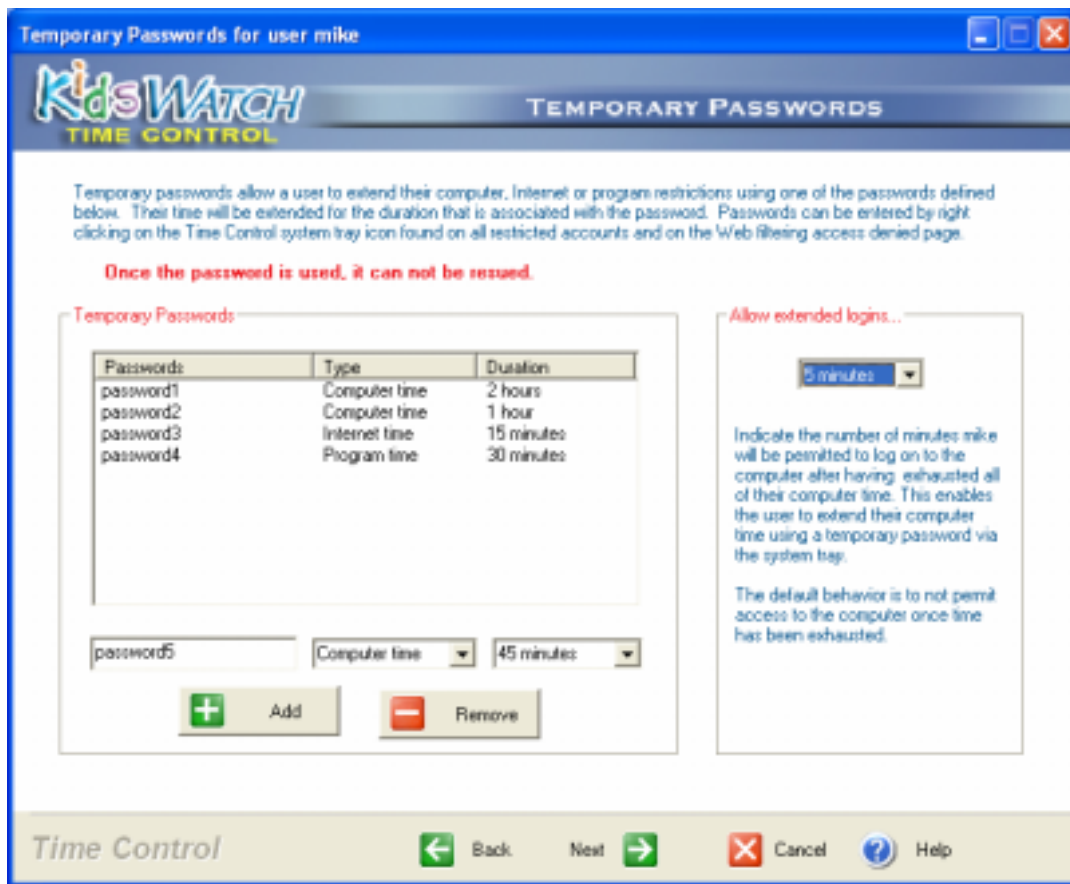 Temporary Passwords for user mike
KidsWatch
TIME CONTROL
TEMPORARY PASSWORDS
Temporary passwords allow a user to extend their computer, Internet or program restrictions using one of the passwords defined
below. Their time will be extended for the duration that is associated with the password. Passwords can be entered by right
clicking on the Time Control system tray icon found on all restricted accounts and on the Web filtering access denied page.
Once the password is used, it can not be resued.
Temporary Passwords
Passwords Type Duration
password1 Computer time 2 hours
password2 Computer time 1 hour
password3 Internet time 15 minutes
password4 Program time 30 minutes
password5 Computer time 45 minutes
Add Remove
Allow extended logins...
5 minutes
Indicate the number of minutes mike
will be permitted to log on to the
computer after having exhausted all
of their computer time. This enables
the user to extend their computer
time using a temporary password via
the system tray.
The default behavior is to not permit
access to the computer once time
has been exhausted.
Time Control Back Next Cancel Help